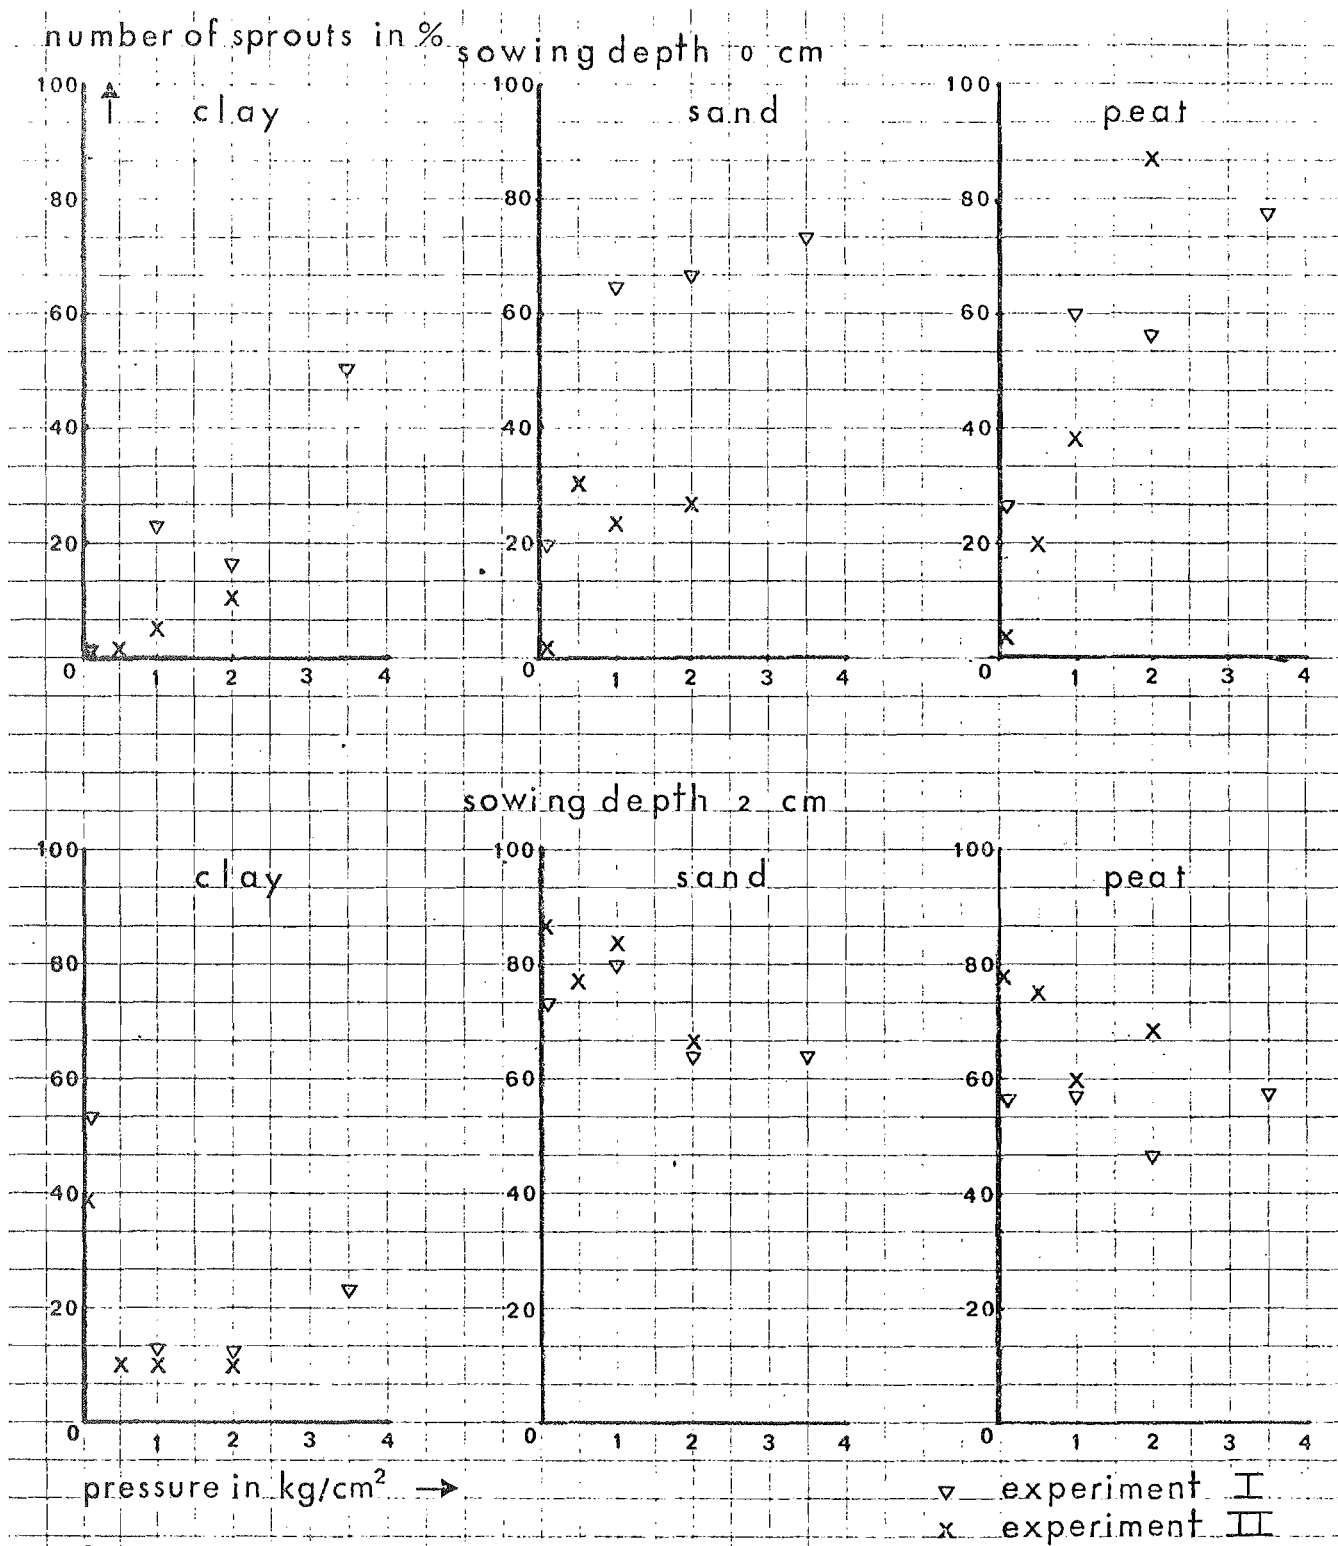 number of sprouts in %
sowing depth 0 cm
clay
sand
peat
100
80
60
40
20
0
1 2 3 4
100
80
60
40
20
0
1 2 3 4
100
80
60
40
20
0
1 2 3 4
sowing depth 2 cm
clay
sand
peat
100
80
60
40
20
0
1 2 3 4
100
80
60
40
20
0
1 2 3 4
100
80
60
40
20
0
1 2 3 4
pressure in kg/cm²
experiment I
experiment II